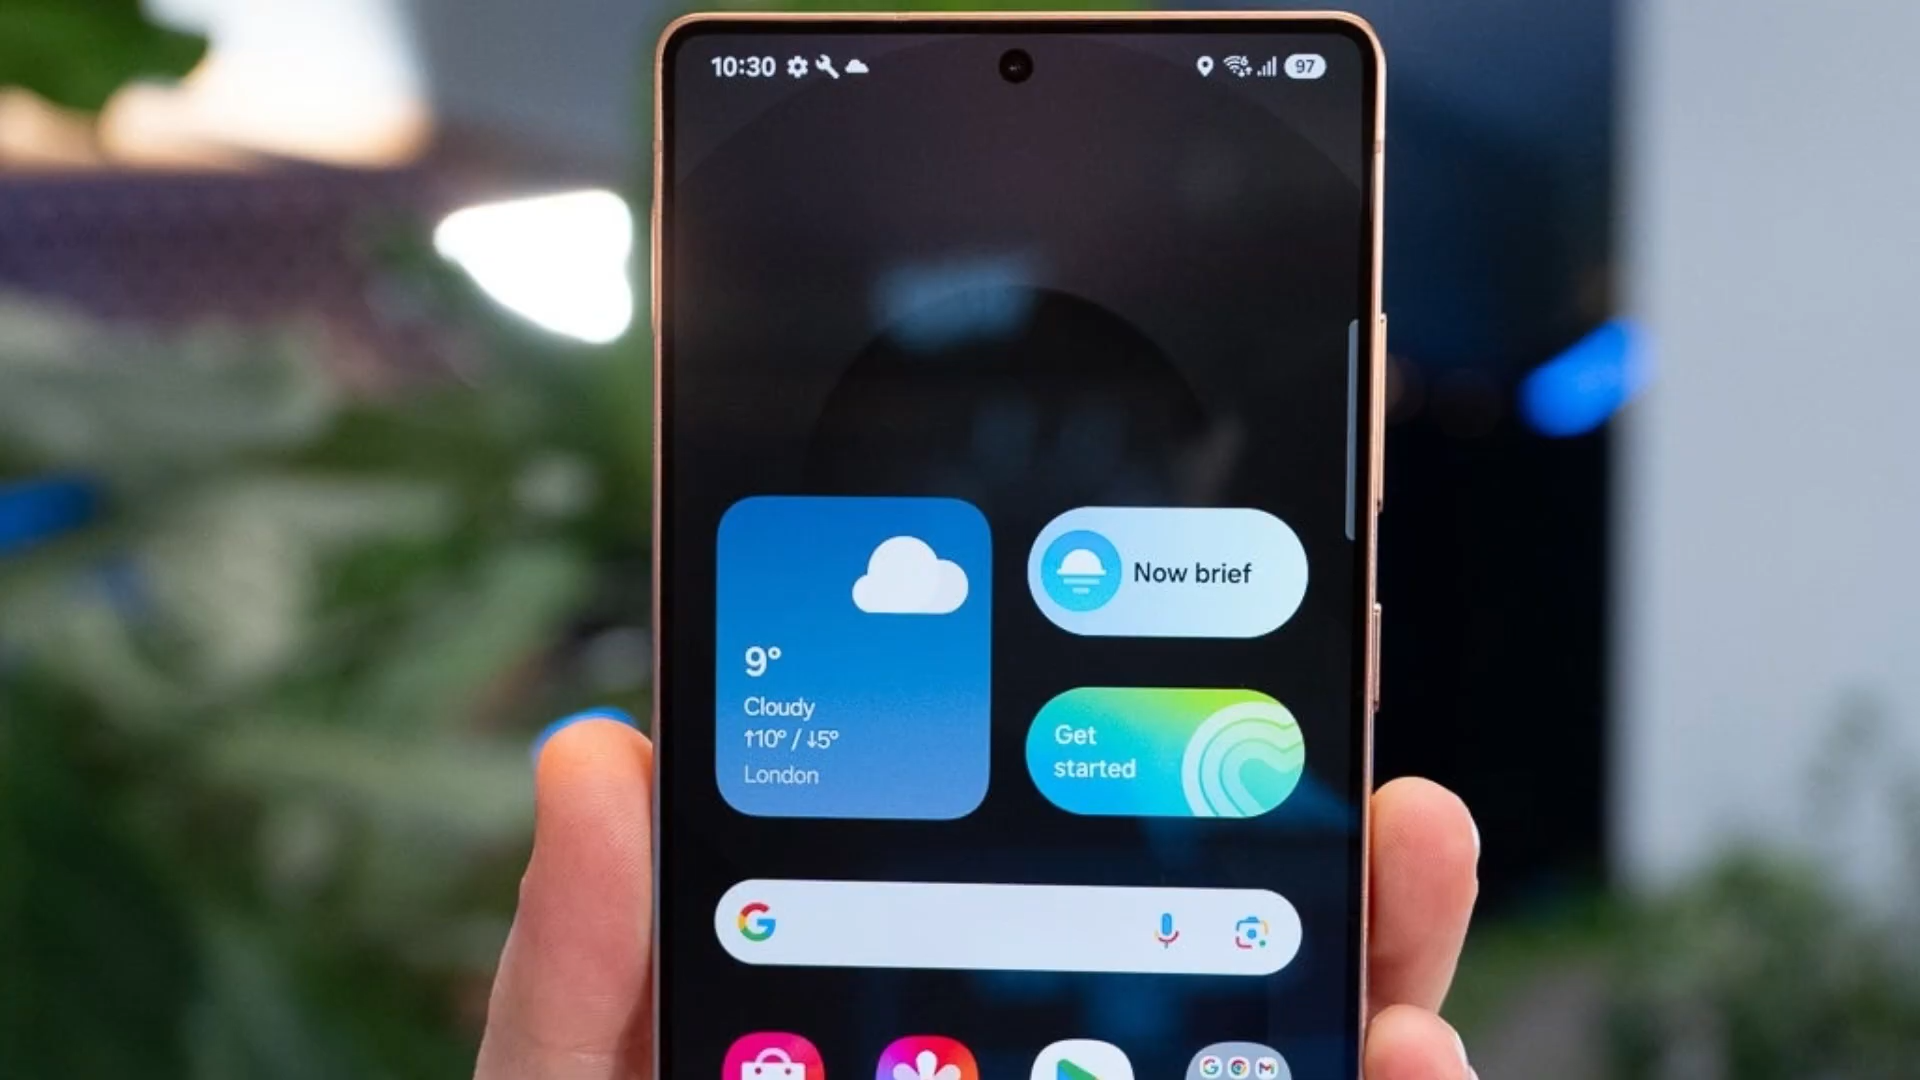 10:30
97
9°
Cloudy
↑10° / ↓5°
London
Now brief
Get
started